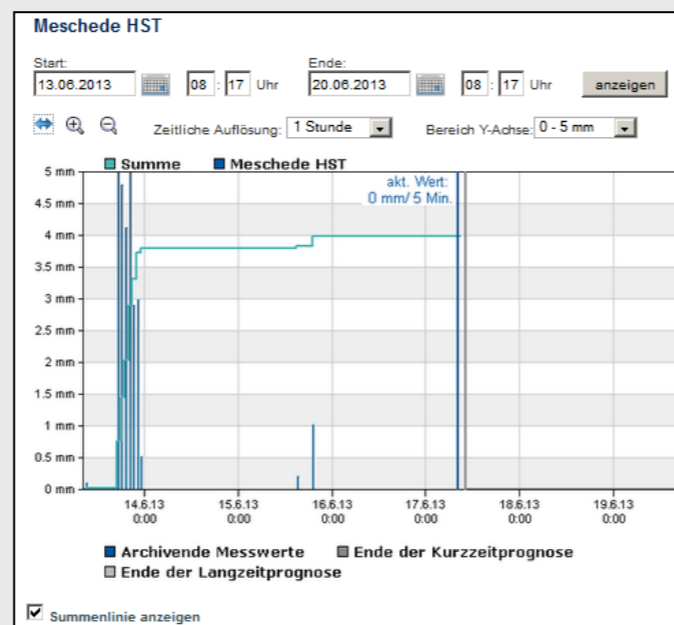 Meschede HST
Start: Ende:
13.06.2013 08 : 17 Uhr 20.06.2013 08 : 17 Uhr anzeigen
Zeitliche Auflösung: 1 Stunde Bereich Y-Achse: 0 - 5 mm
Summe Meschede HST
akt. Wert:
0 mm/ 5 Min.
5 mm
4.5 mm
4 mm
3.5 mm
3 mm
2.5 mm
2 mm
1.5 mm
1 mm
0.5 mm
0 mm
14.6.13 15.6.13 16.6.13 17.6.13 18.6.13 19.6.13
0:00 0:00 0:00 0:00 0:00 0:00
Archivende Messwerte Ende der Kurzzeitprognose
Ende der Langzeitprognose
Summenlinie anzeigen